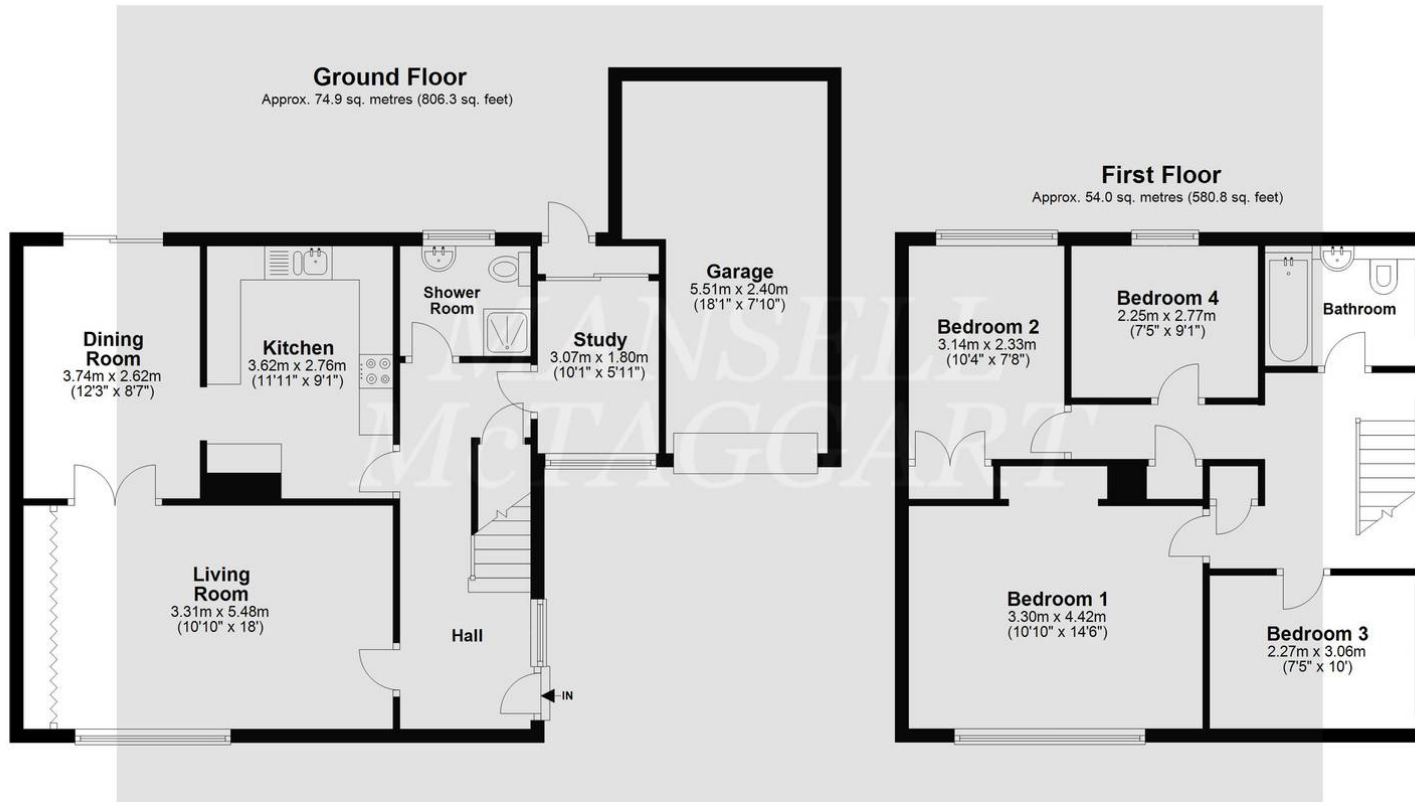 Ground Floor
Approx. 74.9 sq. metres (806.3 sq. feet)
First Floor
Approx. 54.0 sq. metres (580.8 sq. feet)
Dining
Room
3.74m x 2.62m
(12'3" x 8'7")
Kitchen
3.62m x 2.76m
(11'11" x 9'1")
Shower
Room
Study
3.07m x 1.80m
(10'1" x 5'11")
Garage
5.51m x 2.40m
(18'1" x 7'10")
Living
Room
3.31m x 5.48m
(10'10" x 18')
Hall
IN
Bedroom 2
3.14m x 2.33m
(10'4" x 7'8")
Bedroom 4
2.25m x 2.77m
(7'5" x 9'1")
Bathroom
Bedroom 1
3.30m x 4.42m
(10'10" x 14'6")
Bedroom 3
2.27m x 3.06m
(7'5" x 10')
MANSELL
McTAGGART